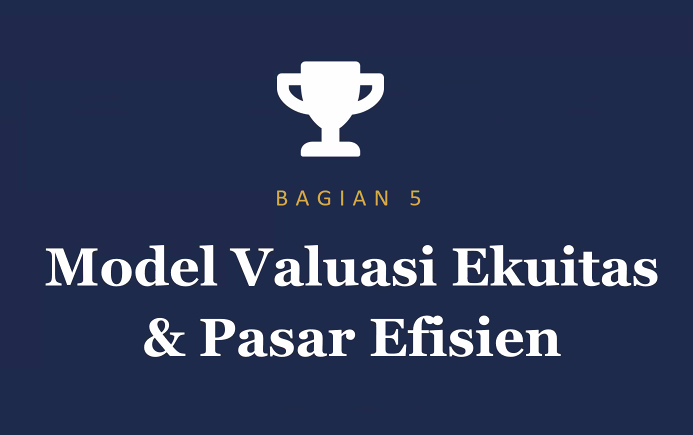 BAGIAN 5
Model Valuasi Ekuitas
& Pasar Efisien